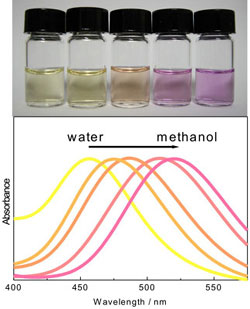 water methanol
Absorbance
400 450 500 550
Wavelength / nm